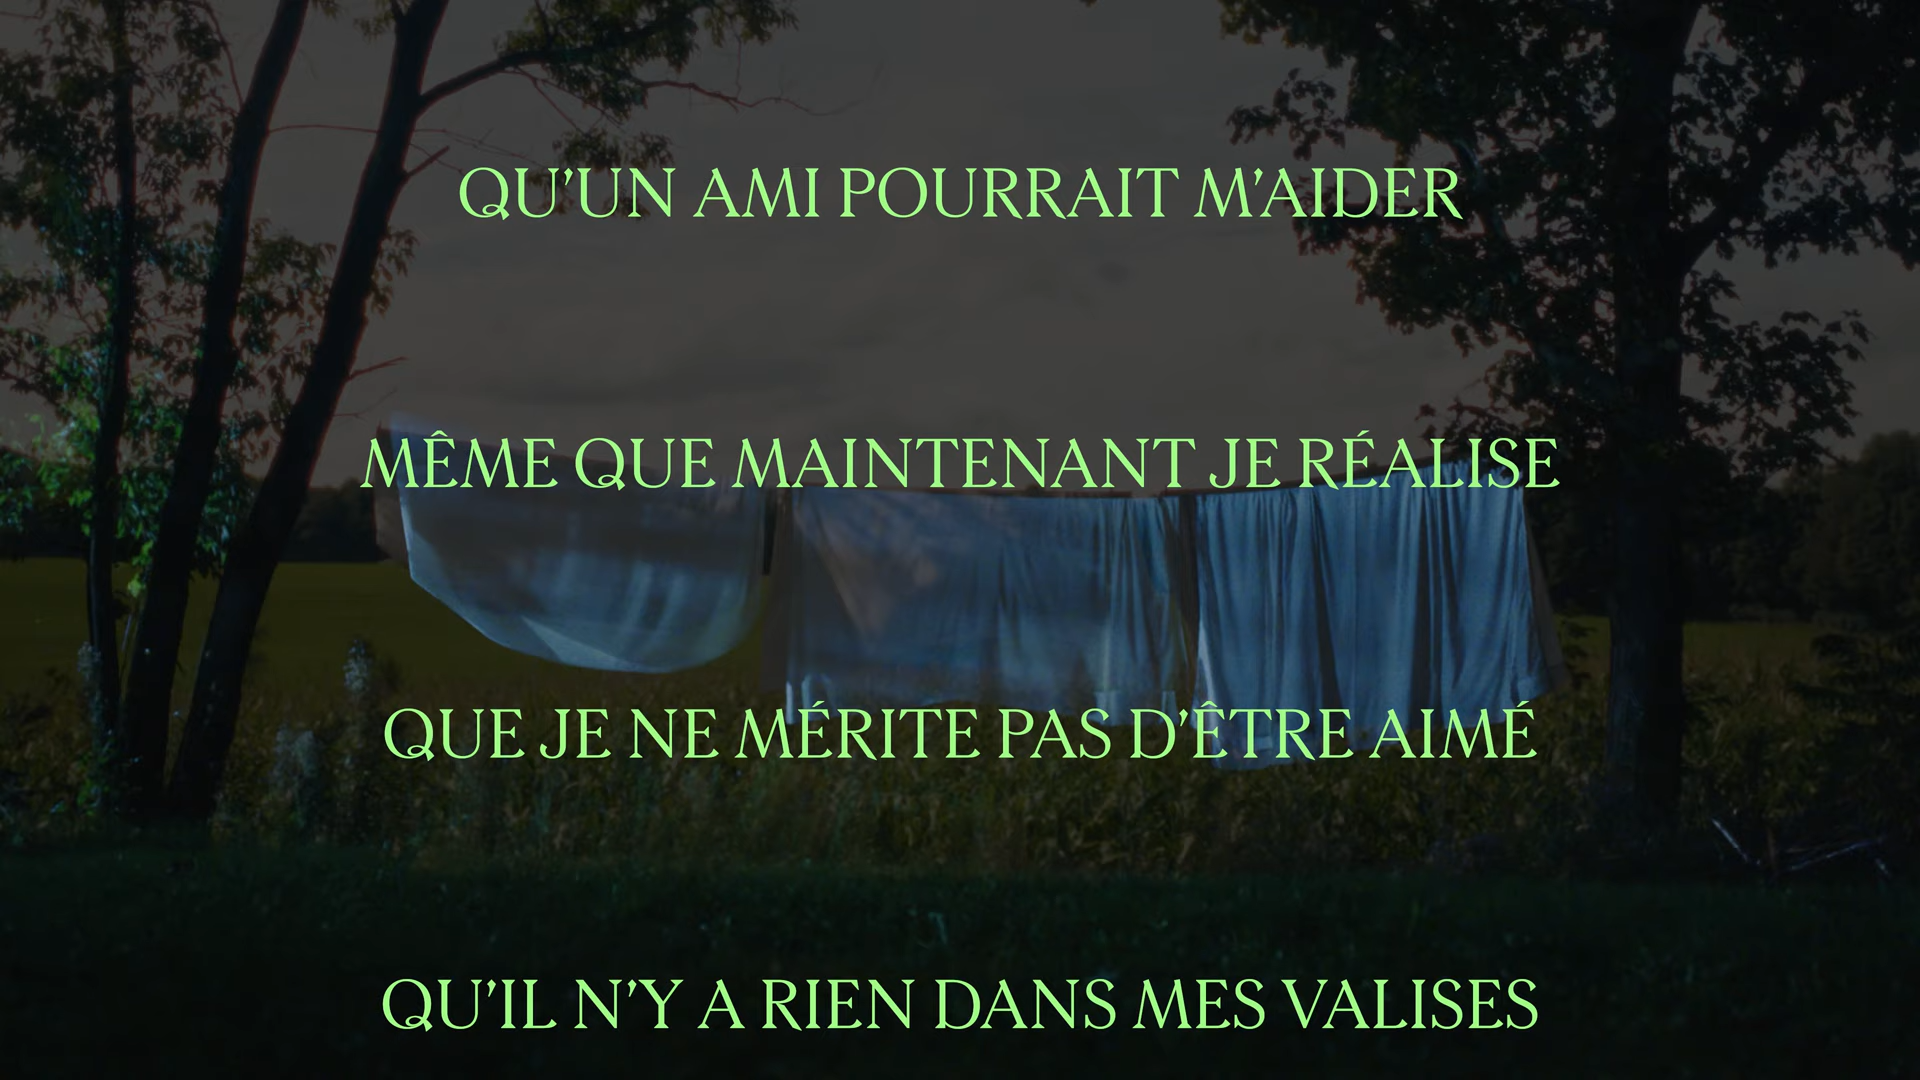 QU'UN AMI POURRAIT M'AIDER
MÊME QUE MAINTENANT JE RÉALISE
QUE JE NE MÉRITE PAS D'ÊTRE AIMÉ
QU'IL N'Y A RIEN DANS MES VALISES